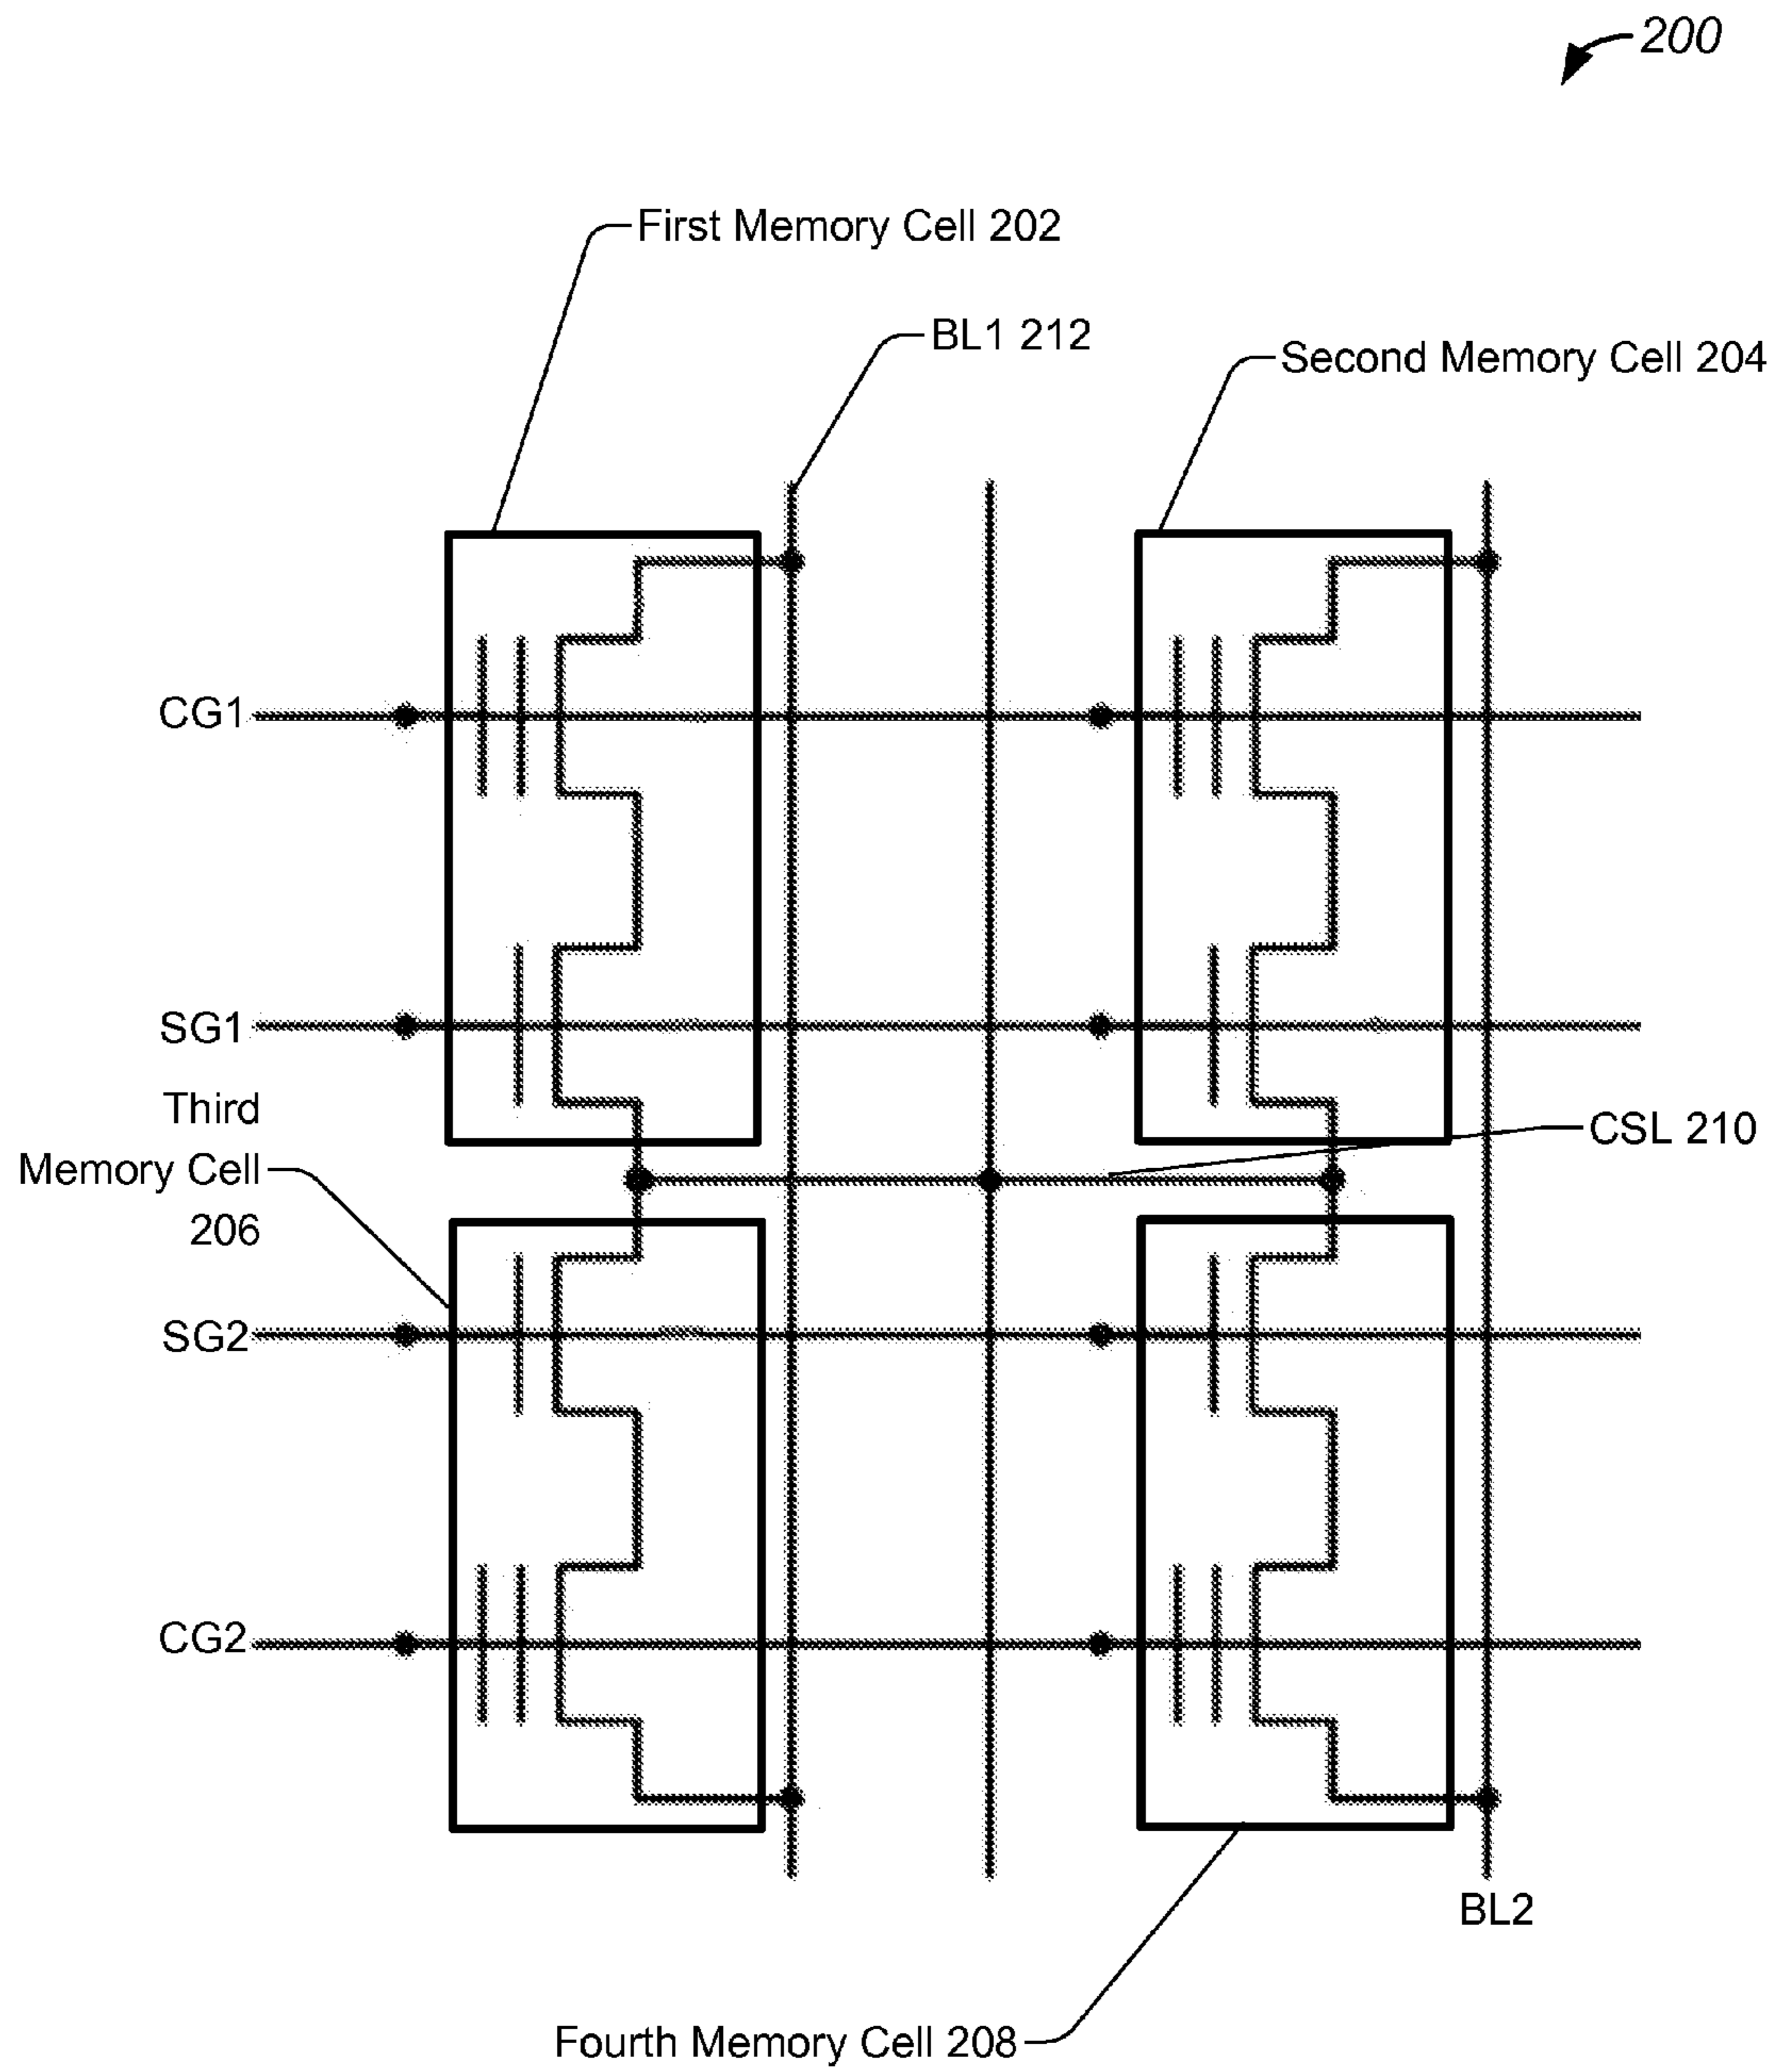 200
First Memory Cell 202
BL1 212
Second Memory Cell 204
CG1
SG1
Third
Memory Cell
206
CSL 210
SG2
CG2
BL2
Fourth Memory Cell 208